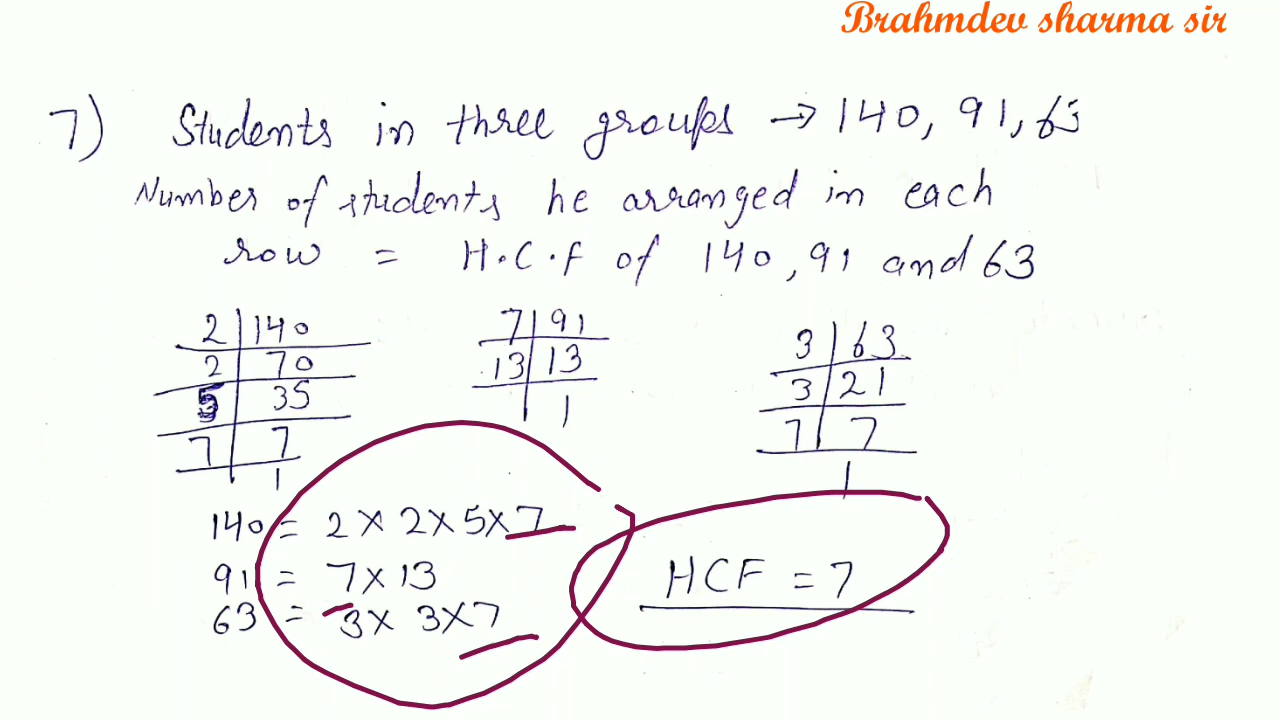 Brahmdev sharma sir
7) Students in three groups → 140, 91, 63
Number of students he arranged in each
row = H.C.F of 140, 91 and 63
2 | 140
2 | 70
5 | 35
7 | 7
1
7 | 91
13 | 13
1
3 | 63
3 | 21
7 | 7
1
140 = 2 × 2 × 5 × 7
91 = 7 × 13
63 = 3 × 3 × 7
HCF = 7